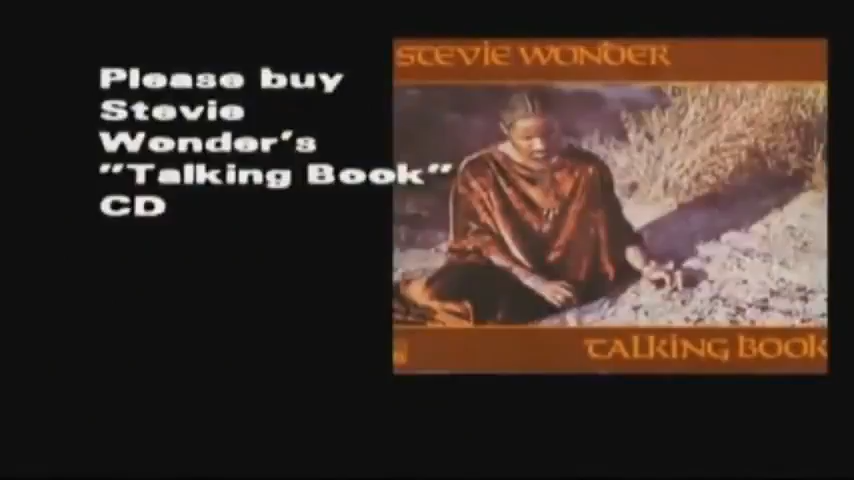 Please buy
Stevie
Wonder's
"Talking Book"
CD
STEVIE WONDER
TALKING BOOK